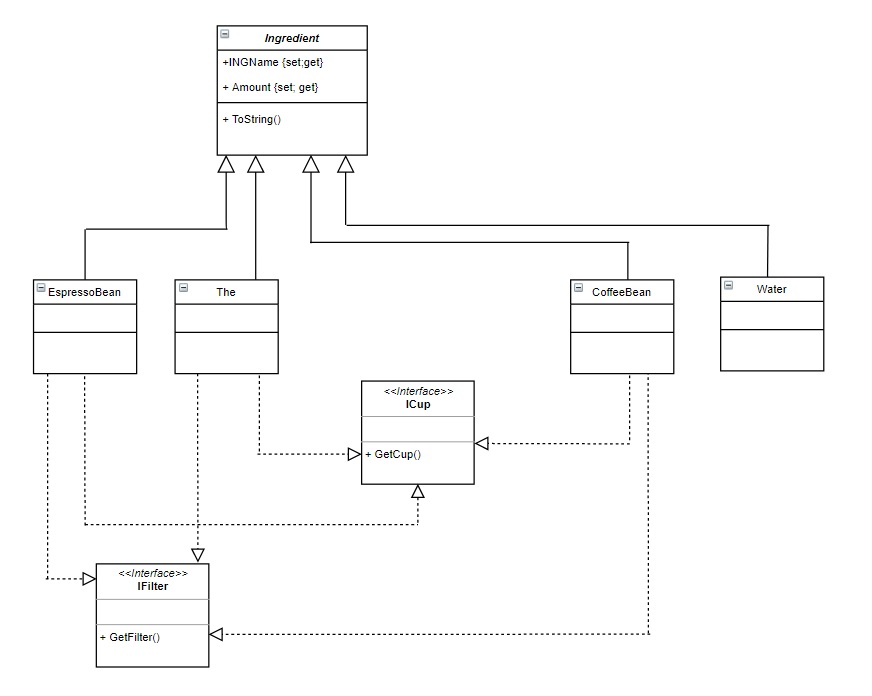 Ingredient
+INGName {set;get}
+ Amount {set; get}
+ ToString()
EspressoBean
The
CoffeeBean
Water
<<Interface>>
ICup
+ GetCup()
<<Interface>>
IFilter
+ GetFilter()